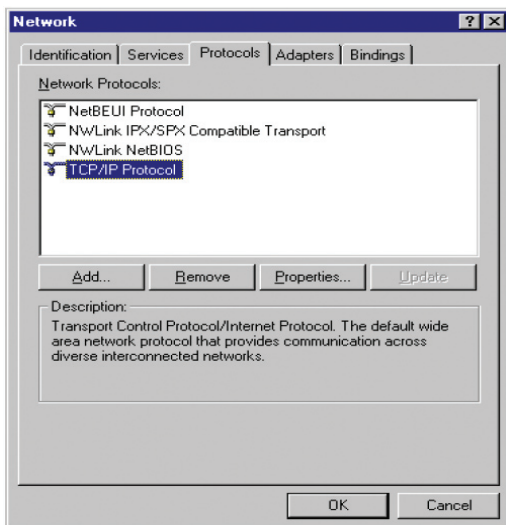 Network
Identification Services Protocols Adapters Bindings
Network Protocols:
NetBEUI Protocol
NWLink IPX/SPX Compatible Transport
NWLink NetBIOS
TCP/IP Protocol
Add... Remove Properties... Update
Description:
Transport Control Protocol/Internet Protocol. The default wide
area network protocol that provides communication across
diverse interconnected networks.
OK Cancel